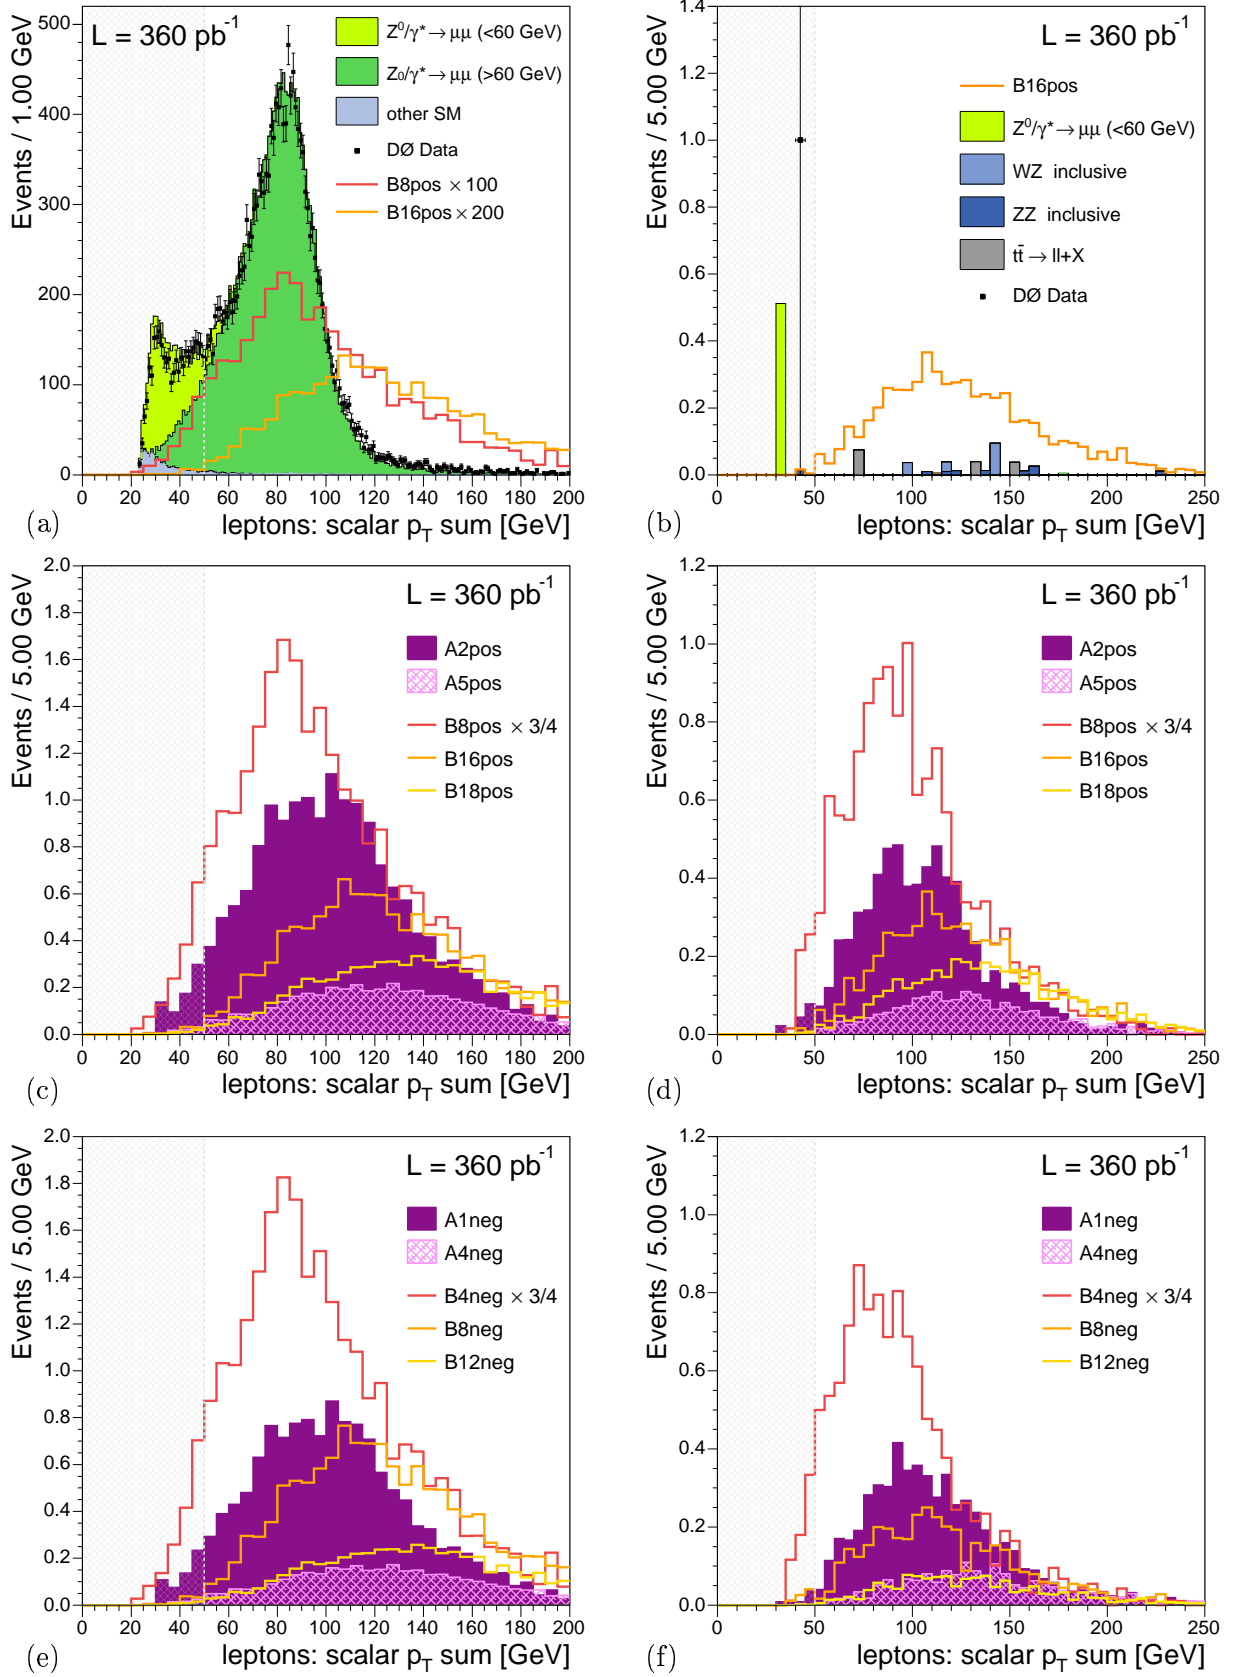 L = 360 pb-1
Z0/γ* → μμ (<60 GeV)
Z0/γ* → μμ (>60 GeV)
other SM
DØ Data
B8pos × 100
B16pos × 200
Events / 1.00 GeV
500
400
300
200
100
0
0 20 40 60 80 100 120 140 160 180 200
(a) leptons: scalar pT sum [GeV]
L = 360 pb-1
B16pos
Z0/γ* → μμ (<60 GeV)
WZ inclusive
ZZ inclusive
tt̄ → ll+X
DØ Data
Events / 5.00 GeV
1.4
1.2
1.0
0.8
0.6
0.4
0.2
0.0
0 50 100 150 200 250
(b) leptons: scalar pT sum [GeV]
L = 360 pb-1
A2pos
A5pos
B8pos × 3/4
B16pos
B18pos
Events / 5.00 GeV
2.0
1.8
1.6
1.4
1.2
1.0
0.8
0.6
0.4
0.2
0.0
0 20 40 60 80 100 120 140 160 180 200
(c) leptons: scalar pT sum [GeV]
L = 360 pb-1
A2pos
A5pos
B8pos × 3/4
B16pos
B18pos
Events / 5.00 GeV
1.2
1.0
0.8
0.6
0.4
0.2
0.0
0 50 100 150 200 250
(d) leptons: scalar pT sum [GeV]
L = 360 pb-1
A1neg
A4neg
B4neg × 3/4
B8neg
B12neg
Events / 5.00 GeV
2.0
1.8
1.6
1.4
1.2
1.0
0.8
0.6
0.4
0.2
0.0
0 20 40 60 80 100 120 140 160 180 200
(e) leptons: scalar pT sum [GeV]
L = 360 pb-1
A1neg
A4neg
B4neg × 3/4
B8neg
B12neg
Events / 5.00 GeV
1.2
1.0
0.8
0.6
0.4
0.2
0.0
0 50 100 150 200 250
(f) leptons: scalar pT sum [GeV]